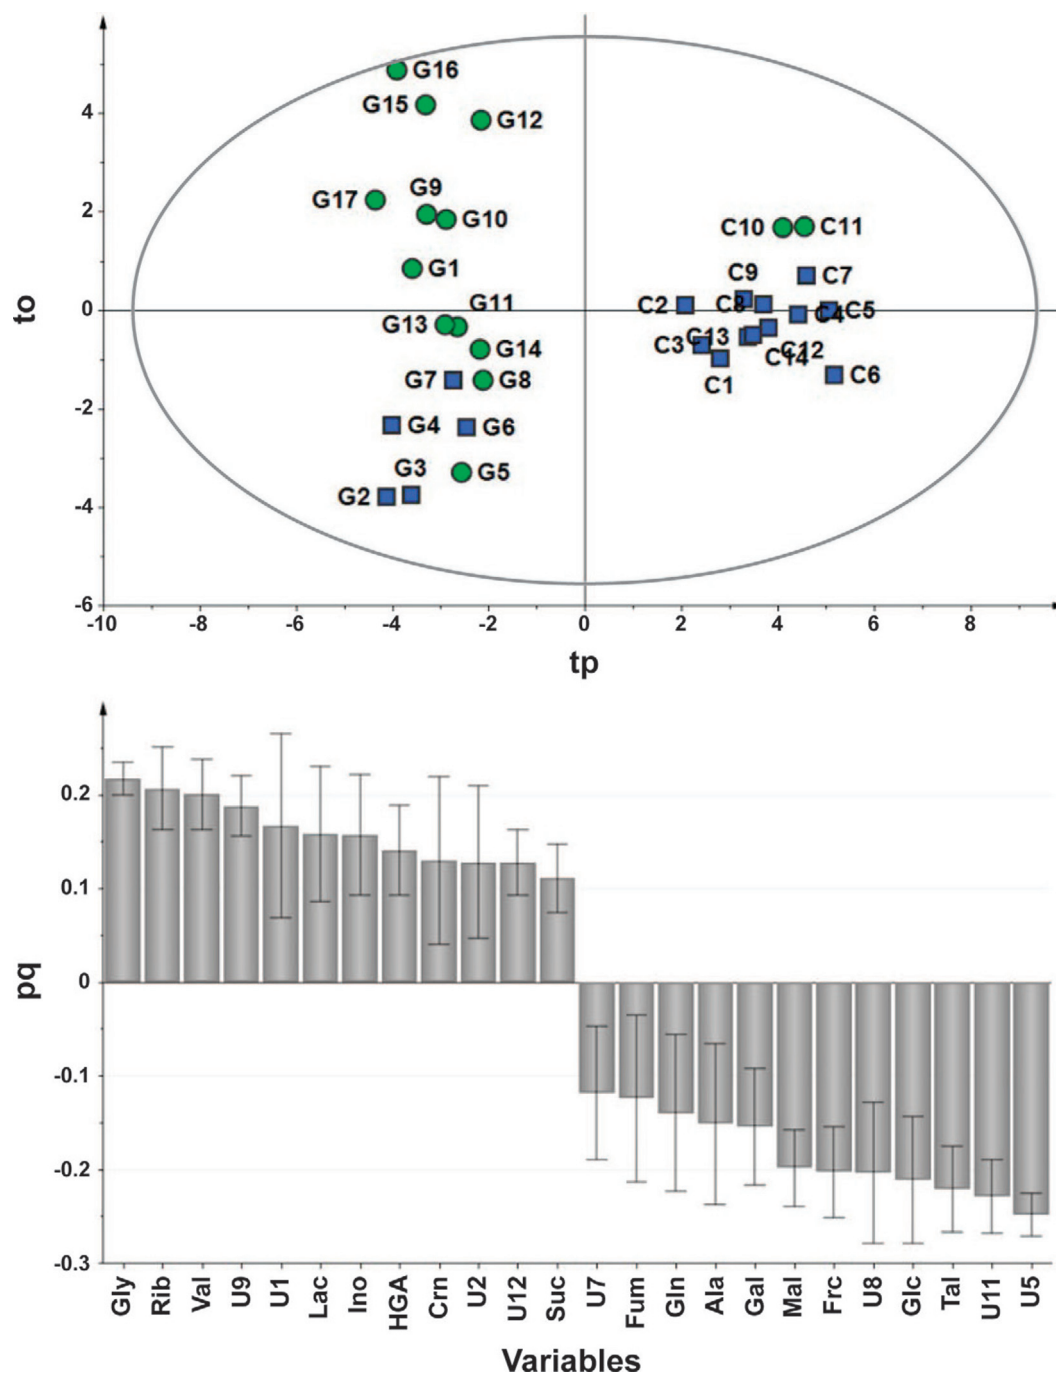 G16
G15
G12
4
G9
G17
G10
2
C10 C11
G1
C9
C7
G11
C2 C8
to
0
C4 C5
G13
C13
G14
C3
C12
C14
G7 G8
C1
C6
-2
G4 G6
G3
G5
G2
-4
-6
-10 -8 -6 -4 -2 0 2 4 6 8
tp
0.2
0.1
pq
0
-0.1
-0.2
-0.3
Gly Rib Val U9 U1 Lac Ino HGA Crn U2 U12 Suc U7 Fum Gln Ala Gal Mal Frc U8 Glc Tal U11 U5
Variables